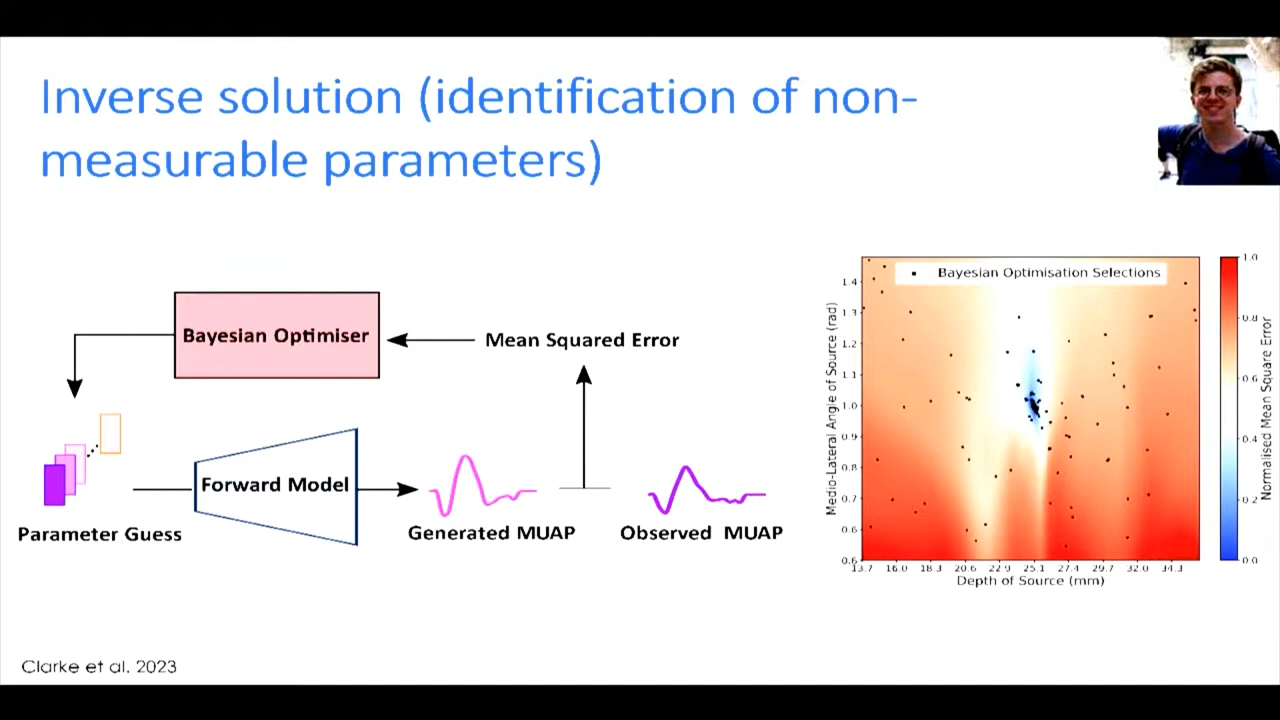 Inverse solution (identification of non-
measurable parameters)
Bayesian Optimiser
Mean Squared Error
Parameter Guess
Forward Model
Generated MUAP
Observed MUAP
Bayesian Optimisation Selections
Medio-Lateral Angle of Source (rad)
1.4
1.3
1.2
1.1
1.0
0.9
0.8
0.7
0.6
0.6
13.7 16.0 18.3 20.6 22.9 25.1 27.4 29.7 32.0 34.3
Depth of Source (mm)
1.0
0.8
0.6
0.4
0.2
0.0
Normalised Mean Square Error
Clarke et al. 2023